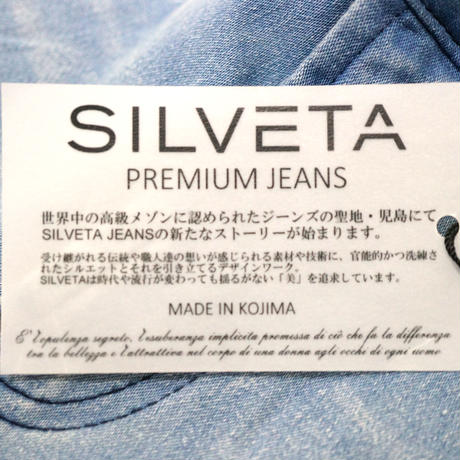 SILVETA
PREMIUM JEANS
世界中の高級メゾンに認められたジーンズの聖地・児島にて
SILVETA JEANSの新たなストーリーが始まります。
受け継がれる伝統や職人達の想いが感じられる素材や技術に、官能的かつ洗練さ
れたシルエットとそれを引き立てるデザインワーク。
SILVETAは時代や流行が変わっても揺るがない「美」を追求しています。
MADE IN KOJIMA
E' l'opulenza segreto, l'esuberanza implicita promessa di ciò che fa la differenza
tra la bellezza e l'attrattiva nel corpo di una donna agli occhi di ogni uomo